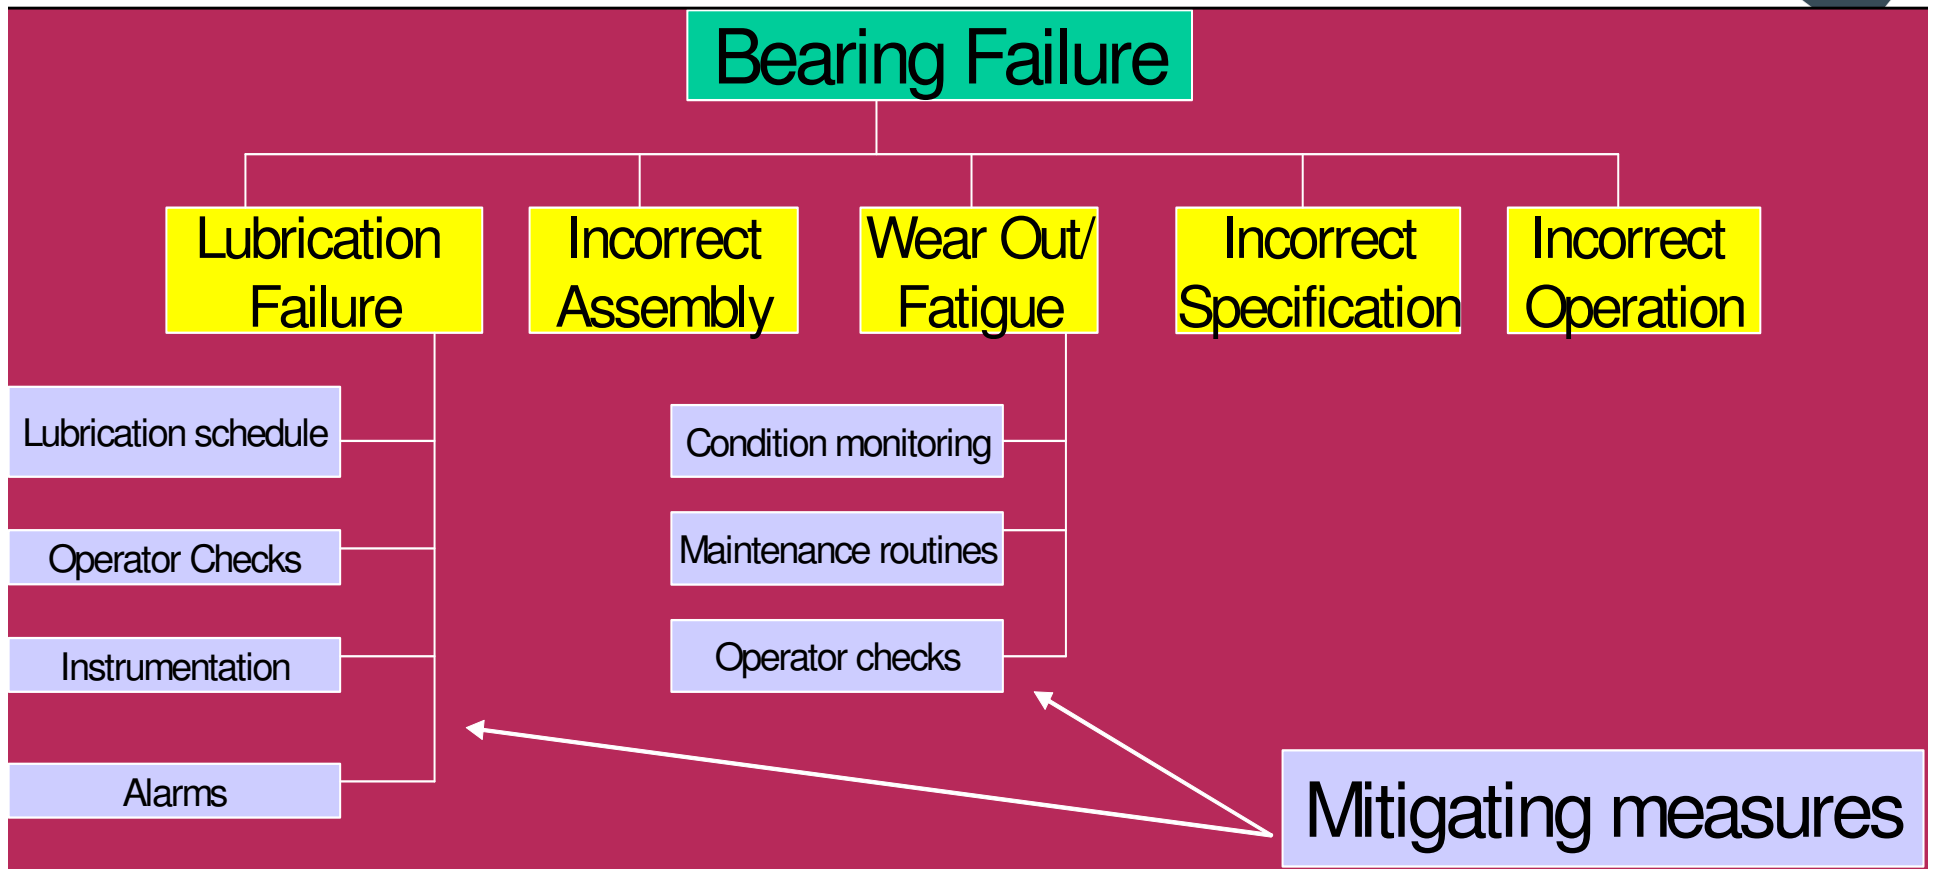 Bearing Failure
Lubrication
Failure
Incorrect
Assembly
Wear Out/
Fatigue
Incorrect
Specification
Incorrect
Operation
Lubrication schedule
Operator Checks
Instrumentation
Alarms
Condition monitoring
Maintenance routines
Operator checks
Mitigating measures